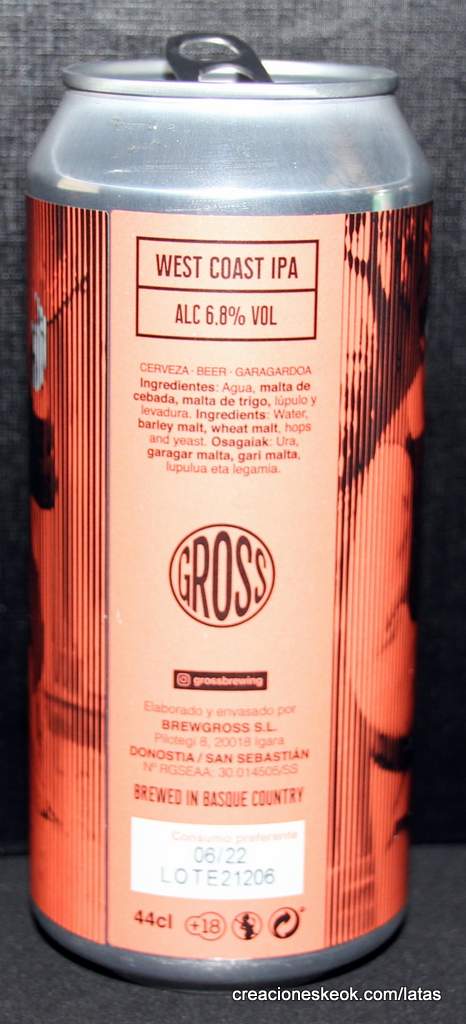 WEST COAST IPA
ALC 6,8% VOL
CERVEZA · BEER · GARAGARDOA
Ingredientes: Agua, malta de
cebada, malta de trigo, lúpulo y
levadura. Ingredients: Water,
barley malt, wheat malt, hops
and yeast. Osagaiak: Ura,
garagar malta, gari malta,
lupulua eta legamia.
GROSS
grossbrewing
Elaborado y envasado por
BREWGROSS S.L.
Pilotegi 8, 20018 Igara
DONOSTIA / SAN SEBASTIÁN
Nº RGSEAA: 30.014505/SS
BREWED IN BASQUE COUNTRY
Consumo preferente
06/22
LOTE21206
44cl +18
creacioneskeok.com/latas